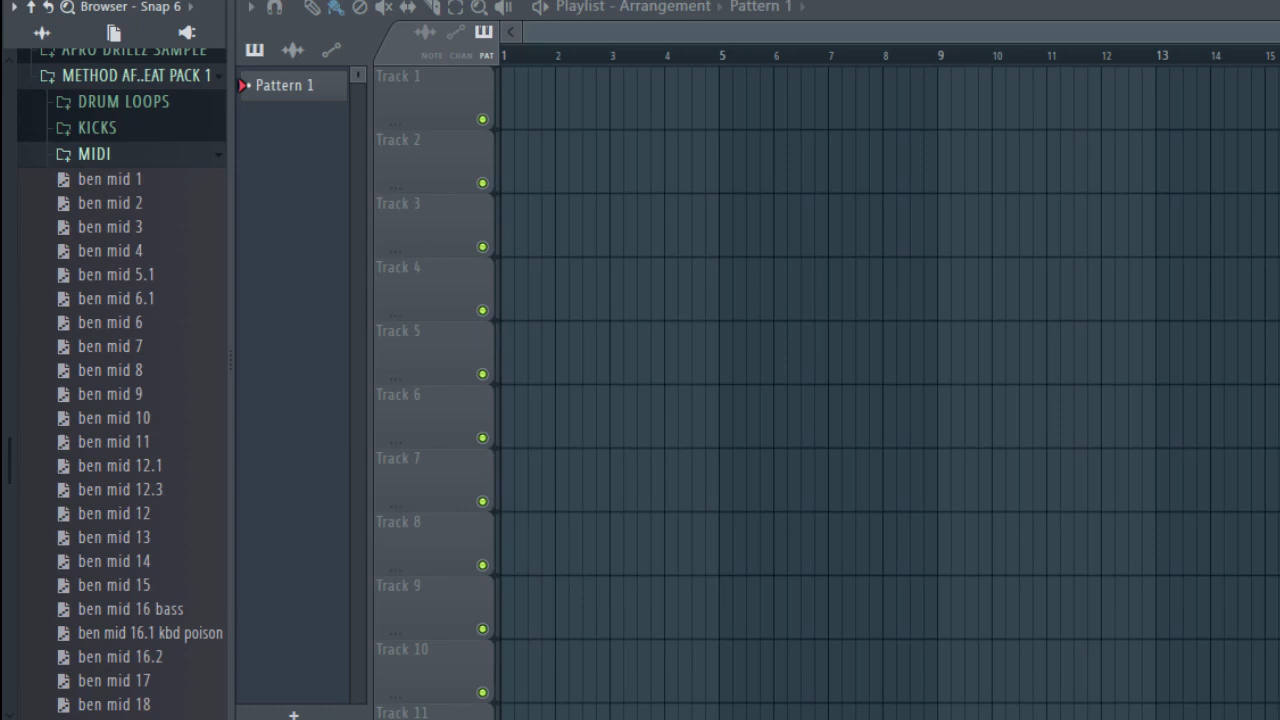 Browser - Snap 6
Playlist - Arrangement › Pattern 1 ›
AFRO DRILLZ SAMPLE
METHOD AF..EAT PACK 1
DRUM LOOPS
KICKS
MIDI
ben mid 1
ben mid 2
ben mid 3
ben mid 4
ben mid 5.1
ben mid 6.1
ben mid 6
ben mid 7
ben mid 8
ben mid 9
ben mid 10
ben mid 11
ben mid 12.1
ben mid 12.3
ben mid 12
ben mid 13
ben mid 14
ben mid 15
ben mid 16 bass
ben mid 16.1 kbd poison
ben mid 16.2
ben mid 17
ben mid 18
Pattern 1
NOTE CHAN PAT
1 2 3 4 5 6 7 8 9 10 11 12 13 14 15
Track 1
Track 2
Track 3
Track 4
Track 5
Track 6
Track 7
Track 8
Track 9
Track 10
Track 11